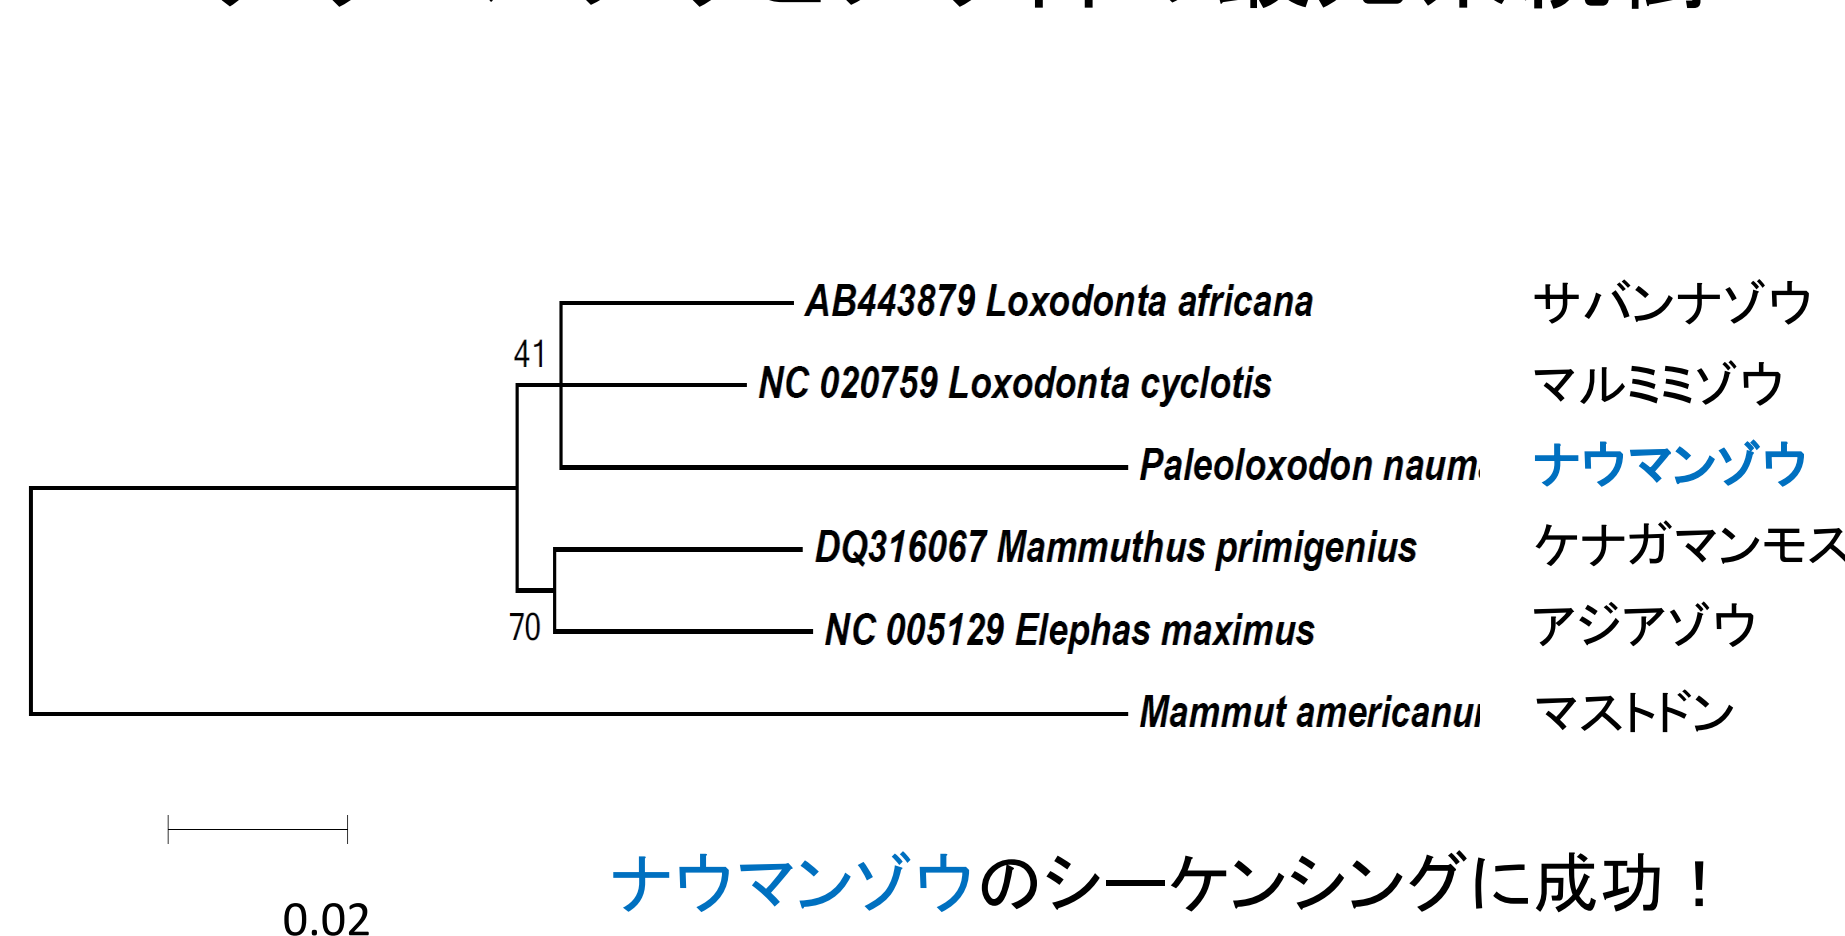 AB443879 Loxodonta africana サバンナゾウ
41
NC 020759 Loxodonta cyclotis マルミミゾウ
Paleoloxodon naum ナウマンゾウ
DQ316067 Mammuthus primigenius ケナガマンモス
70
NC 005129 Elephas maximus アジアゾウ
Mammut americanu マストドン
0.02
ナウマンゾウのシーケンシングに成功！